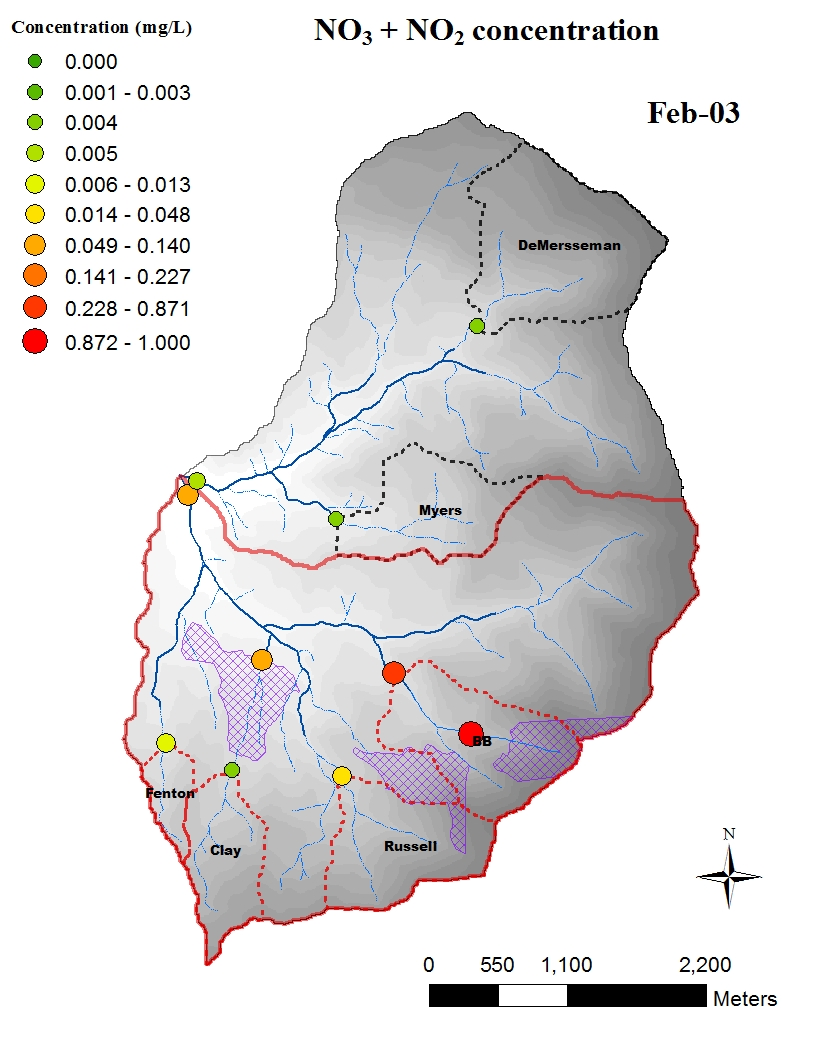 NO₃ + NO₂ concentration
Feb-03
Concentration (mg/L)
0.000
0.001 - 0.003
0.004
0.005
0.006 - 0.013
0.014 - 0.048
0.049 - 0.140
0.141 - 0.227
0.228 - 0.871
0.872 - 1.000
DeMersseman
Myers
BB
Fenton
Clay
Russell
N
0 550 1,100 2,200
Meters